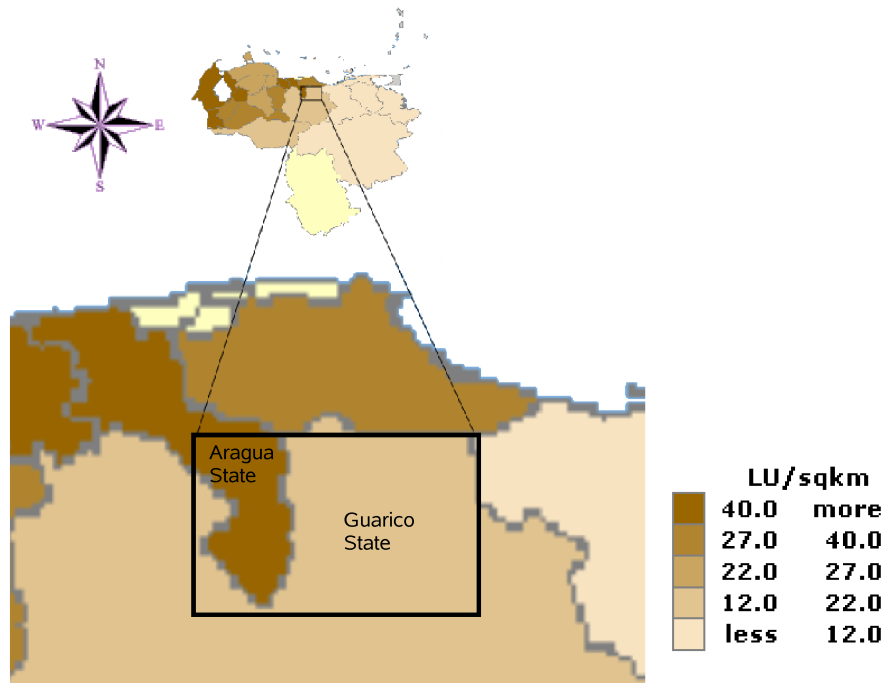 N
W E
S
Aragua
State
Guarico
State
LU/sqkm
40.0 more
27.0 40.0
22.0 27.0
12.0 22.0
less 12.0